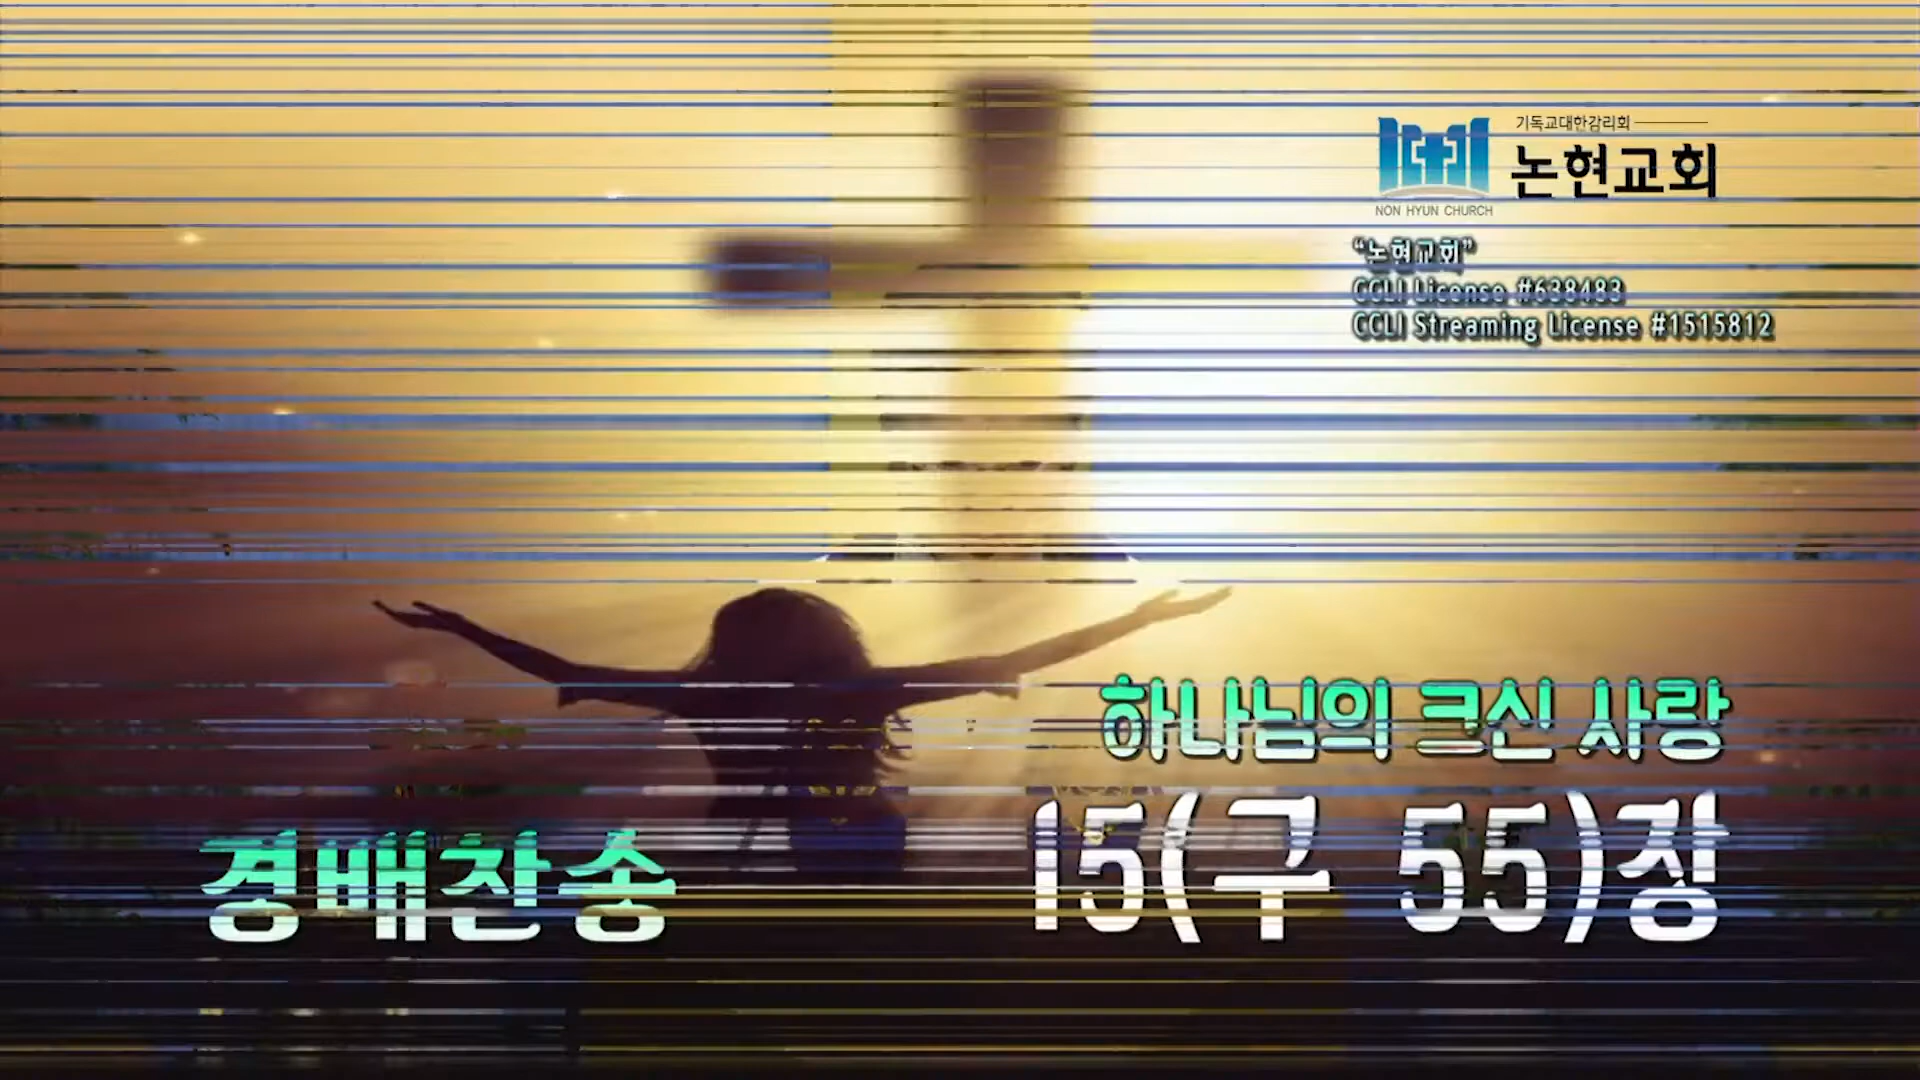 기독교대한감리회
논현교회
NON HYUN CHURCH
“논현교회”
CCLI License #638483
CCLI Streaming License #1515812
하나님의 크신 사랑
15(구 55)장
경배찬송